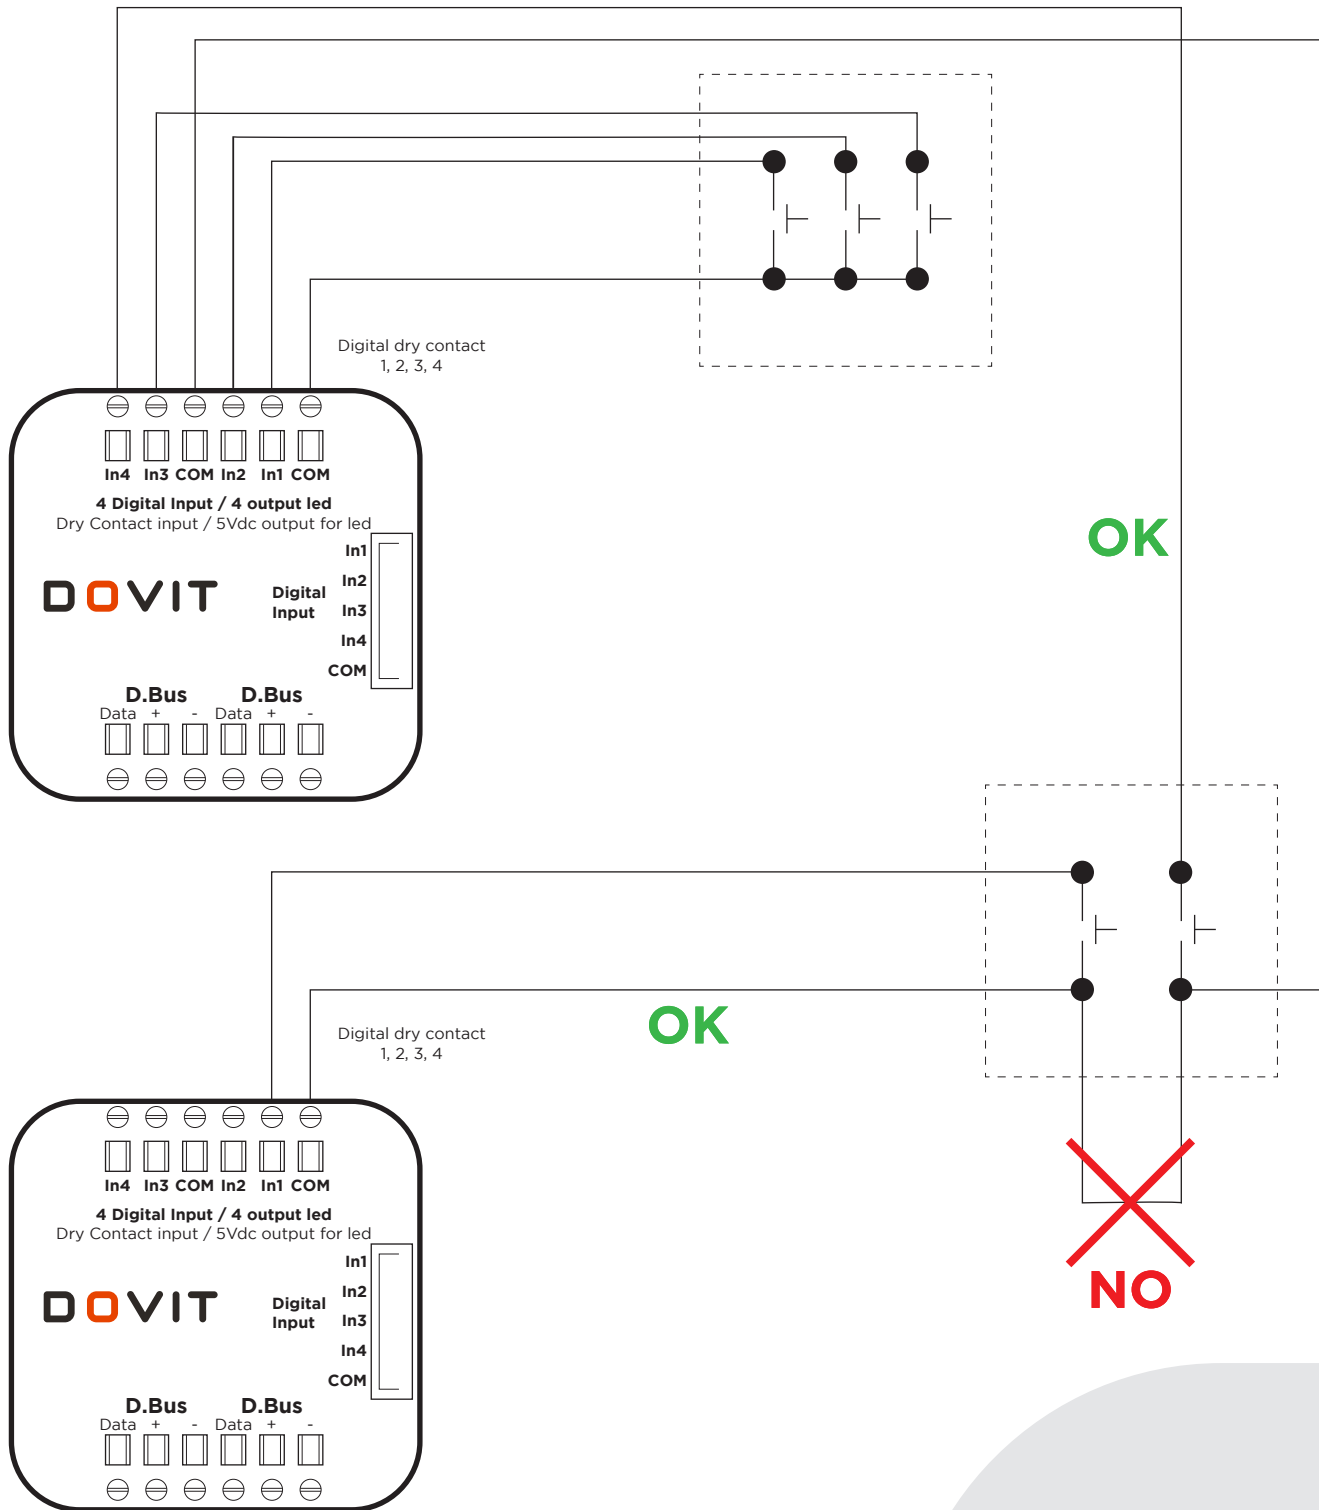 Digital dry contact
1, 2, 3, 4
In4 In3 COM In2 In1 COM
4 Digital Input / 4 output led
Dry Contact input / 5Vdc output for led
In1
In2
Digital
Input
In3
In4
COM
DOVIT
D.Bus D.Bus
Data + - Data + -
OK
OK
Digital dry contact
1, 2, 3, 4
In4 In3 COM In2 In1 COM
4 Digital Input / 4 output led
Dry Contact input / 5Vdc output for led
In1
In2
Digital
Input
In3
In4
COM
DOVIT
D.Bus D.Bus
Data + - Data + -
NO